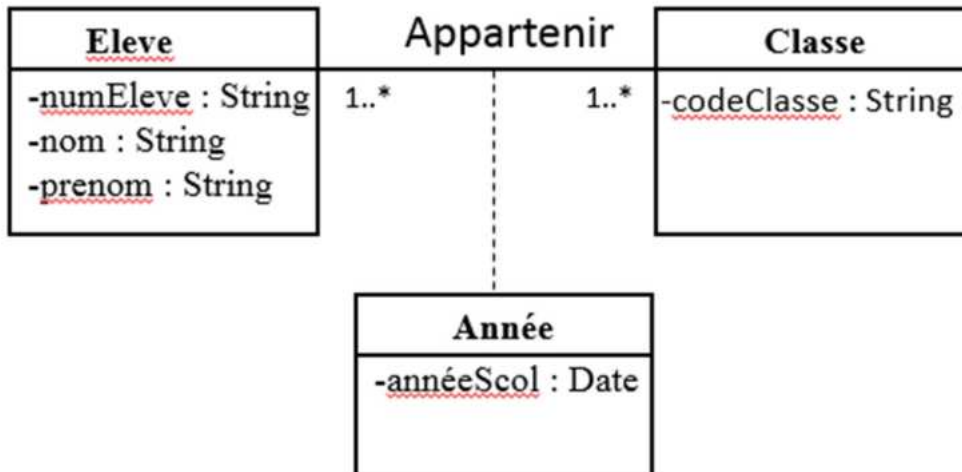 Eleve
Appartenir
Classe
-numEleve : String
-nom : String
-prenom : String
1..*
1..*
-codeClasse : String
Année
-annéeScol : Date